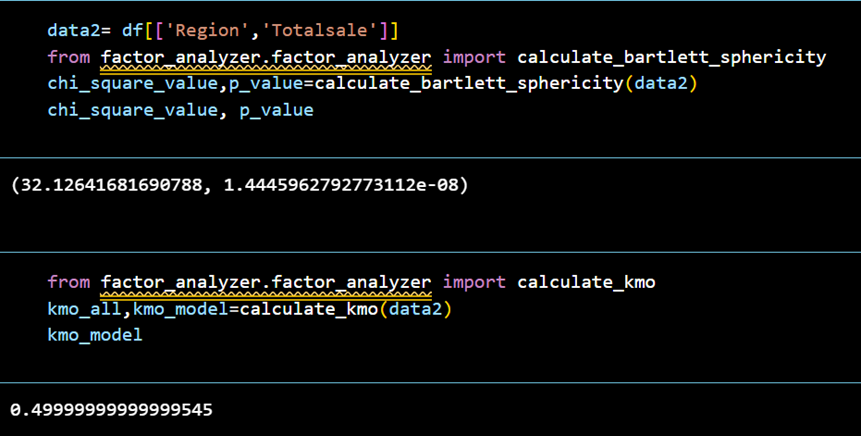 data2= df[['Region','Totalsale']]
from factor_analyzer.factor_analyzer import calculate_bartlett_sphericity
chi_square_value,p_value=calculate_bartlett_sphericity(data2)
chi_square_value, p_value
(32.12641681690788, 1.4445962792773112e-08)
from factor_analyzer.factor_analyzer import calculate_kmo
kmo_all,kmo_model=calculate_kmo(data2)
kmo_model
0.49999999999999545